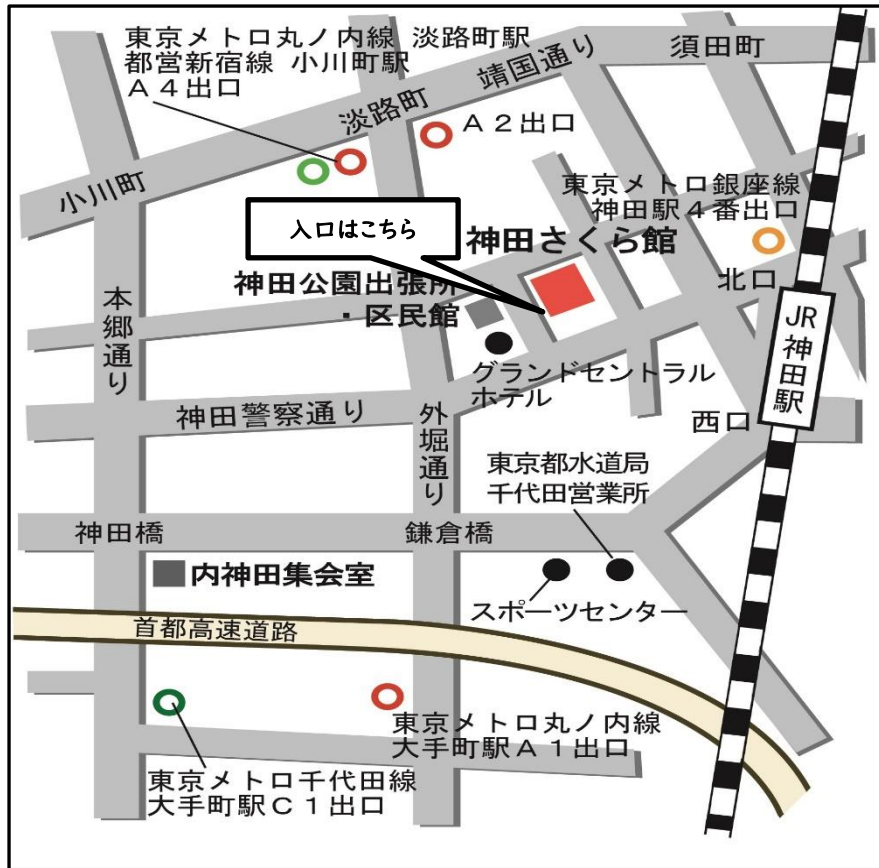 東京メトロ丸ノ内線 淡路町駅
都営新宿線 小川町駅
A4出口
須田町
靖国通り
淡路町
A2出口
小川町
東京メトロ銀座線
神田駅4番出口
入口はこちら
神田さくら館
北口
神田公園出張所
・区民館
本郷通り
JR神田駅
グランドセントラル
ホテル
神田警察通り
外堀通り
西口
東京都水道局
千代田営業所
神田橋
鎌倉橋
内神田集会室
スポーツセンター
首都高速道路
東京メトロ丸ノ内線
大手町駅A1出口
東京メトロ千代田線
大手町駅C1出口